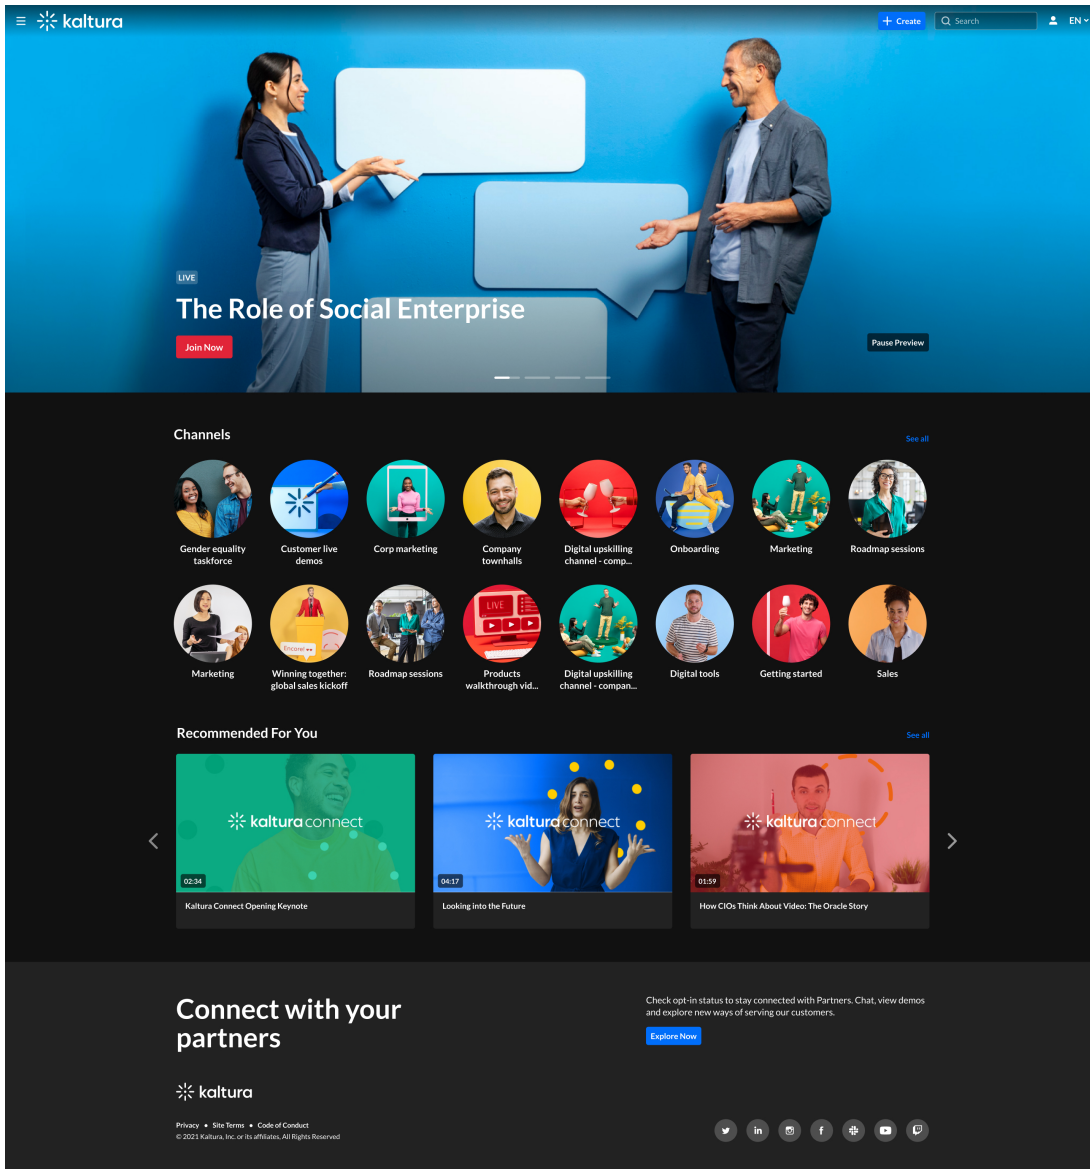 kaltura
Create
Search
EN
LIVE
The Role of Social Enterprise
Join Now
Pause Preview
Channels
See all
Gender equality
taskforce
Customer live
demos
Corp marketing
Company
townhalls
Digital upskilling
channel - comp...
Onboarding
Marketing
Roadmap sessions
Encore!
LIVE
Marketing
Winning together:
global sales kickoff
Roadmap sessions
Products
walkthrough vid...
Digital upskilling
channel - compan...
Digital tools
Getting started
Sales
Recommended For You
See all
kaltura connect
02:34
Kaltura Connect Opening Keynote
kaltura connect
04:17
Looking into the Future
kaltura connect
01:59
How CIOs Think About Video: The Oracle Story
Connect with your
partners
Check opt-in status to stay connected with Partners. Chat, view demos
and explore new ways of serving our customers.
Explore Now
kaltura
Privacy • Site Terms • Code of Conduct
© 2021 Kaltura, Inc. or its affiliates, All Rights Reserved